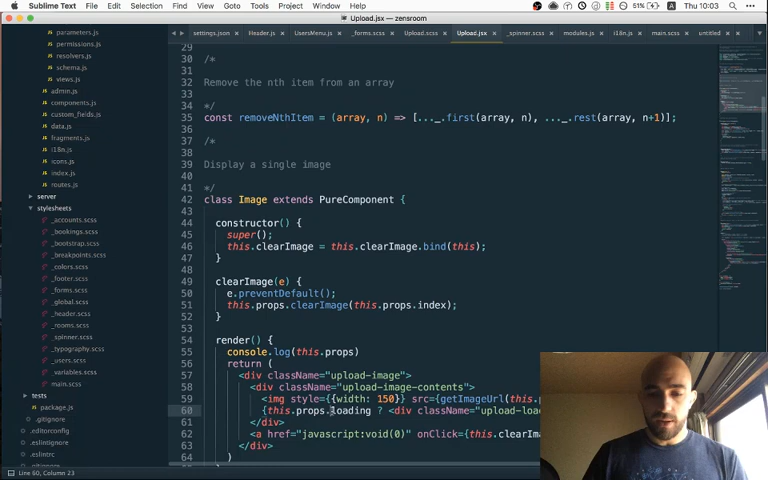 Sublime Text File Edit Selection Find View Goto Tools Project Window Help 51% Thu 10:03
Upload.jsx — zensroom
settings.json Header.js UsersMenu.js _forms.scss Upload.scss Upload.jsx _spinner.scss modules.js i18n.js main.scss untitled
parameters.js
permissions.js
resolvers.js
schema.js
views.js
admin.js
components.js
custom_fields.js
data.js
fragments.js
i18n.js
icons.js
index.js
routes.js
server
stylesheets
_accounts.scss
_bookings.scss
_bootstrap.scss
_breakpoints.scss
_colors.scss
_footer.scss
_forms.scss
_global.scss
_header.scss
_rooms.scss
_spinner.scss
_typography.scss
_users.scss
_variables.scss
main.scss
tests
package.js
.editorconfig
.eslintignore
.eslintrc
.gitignore
29
30 /*
31
32 Remove the nth item from an array
33
34 */
35 const removeNthItem = (array, n) => [..._.first(array, n), ..._.rest(array, n+1)];
36
37 /*
38
39 Display a single image
40
41 */
42 class Image extends PureComponent {
43
44 constructor() {
45 super();
46 this.clearImage = this.clearImage.bind(this);
47 }
48
49 clearImage(e) {
50 e.preventDefault();
51 this.props.clearImage(this.props.index);
52 }
53
54 render() {
55 console.log(this.props)
56 return (
57 <div className="upload-image">
58 <div className="upload-image-contents">
59 <img style={{width: 150}} src={getImageUrl(this.p
60 {this.props.loading ? <div className="upload-loa
61 </div>
62 <a href="javascript:void(0)" onClick={this.clearIma
63 </div>
64 )
65 }
Line 60, Column 23